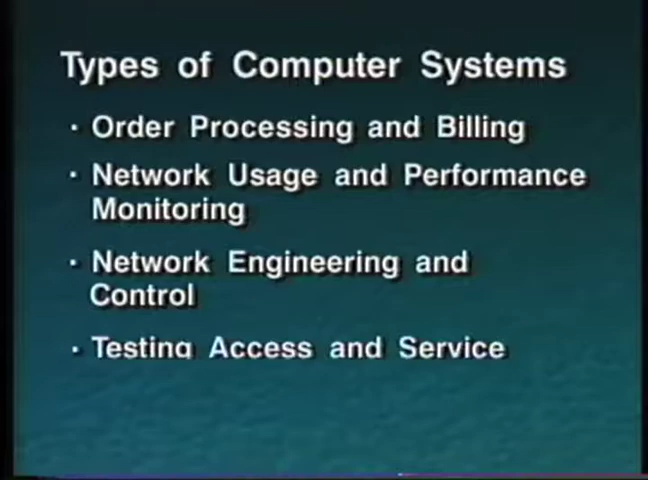 Types of Computer Systems
· Order Processing and Billing
· Network Usage and Performance
Monitoring
· Network Engineering and
Control
· Testing Access and Service